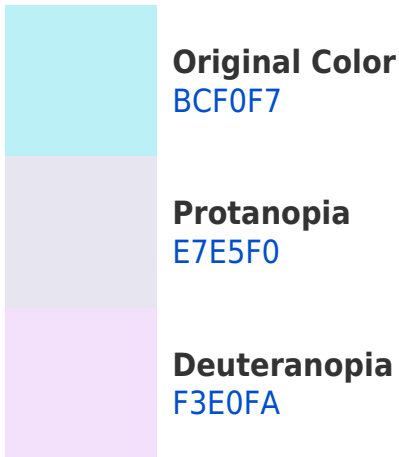 Original Color
BCF0F7
Protanopia
E7E5F0
Deuteranopia
F3E0FA